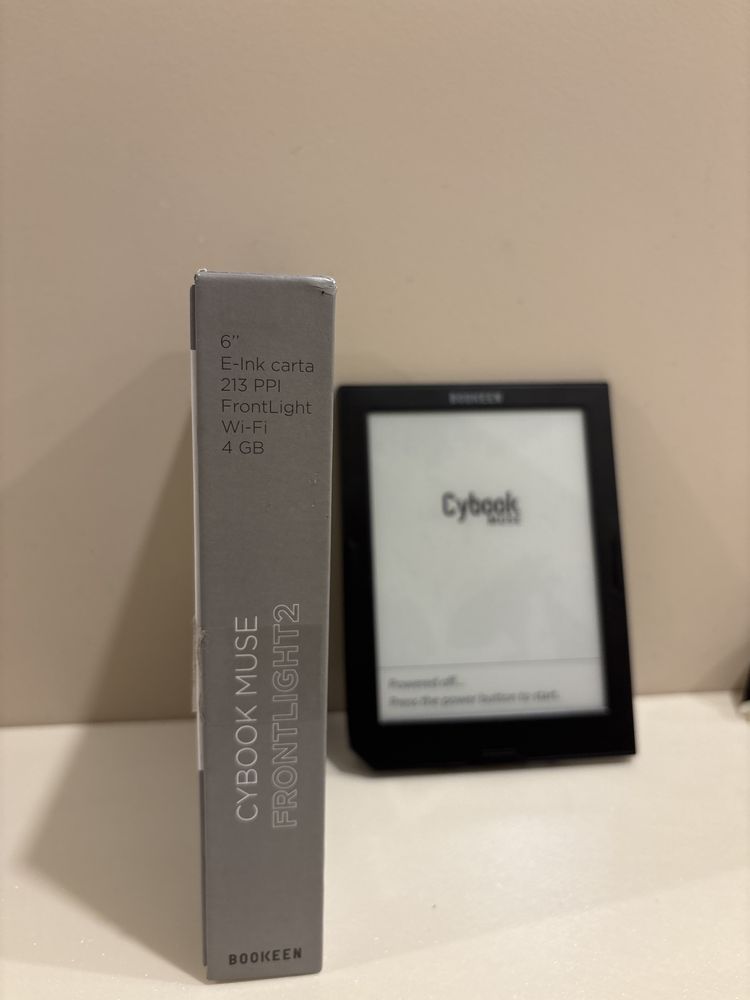 6’’
E-Ink carta
213 PPI
FrontLight
Wi-Fi
4 GB
CYBOOK MUSE
FRONTLIGHT2
BOOKEEN
BOOKEEN
Cybook
MUSE
Powered off...
Press the power button to start.